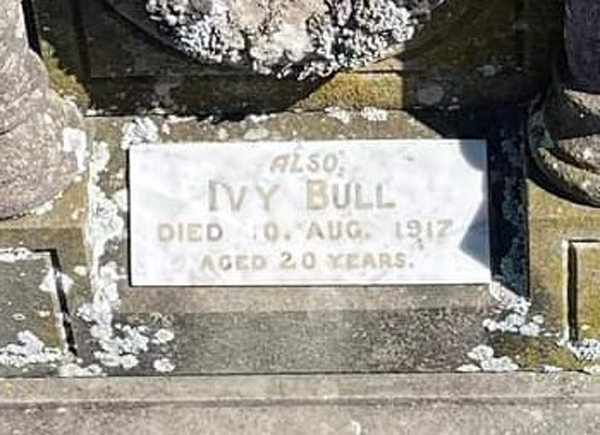 ALSO,
IVY BULL
DIED 10. AUG. 1917
AGED 20 YEARS.